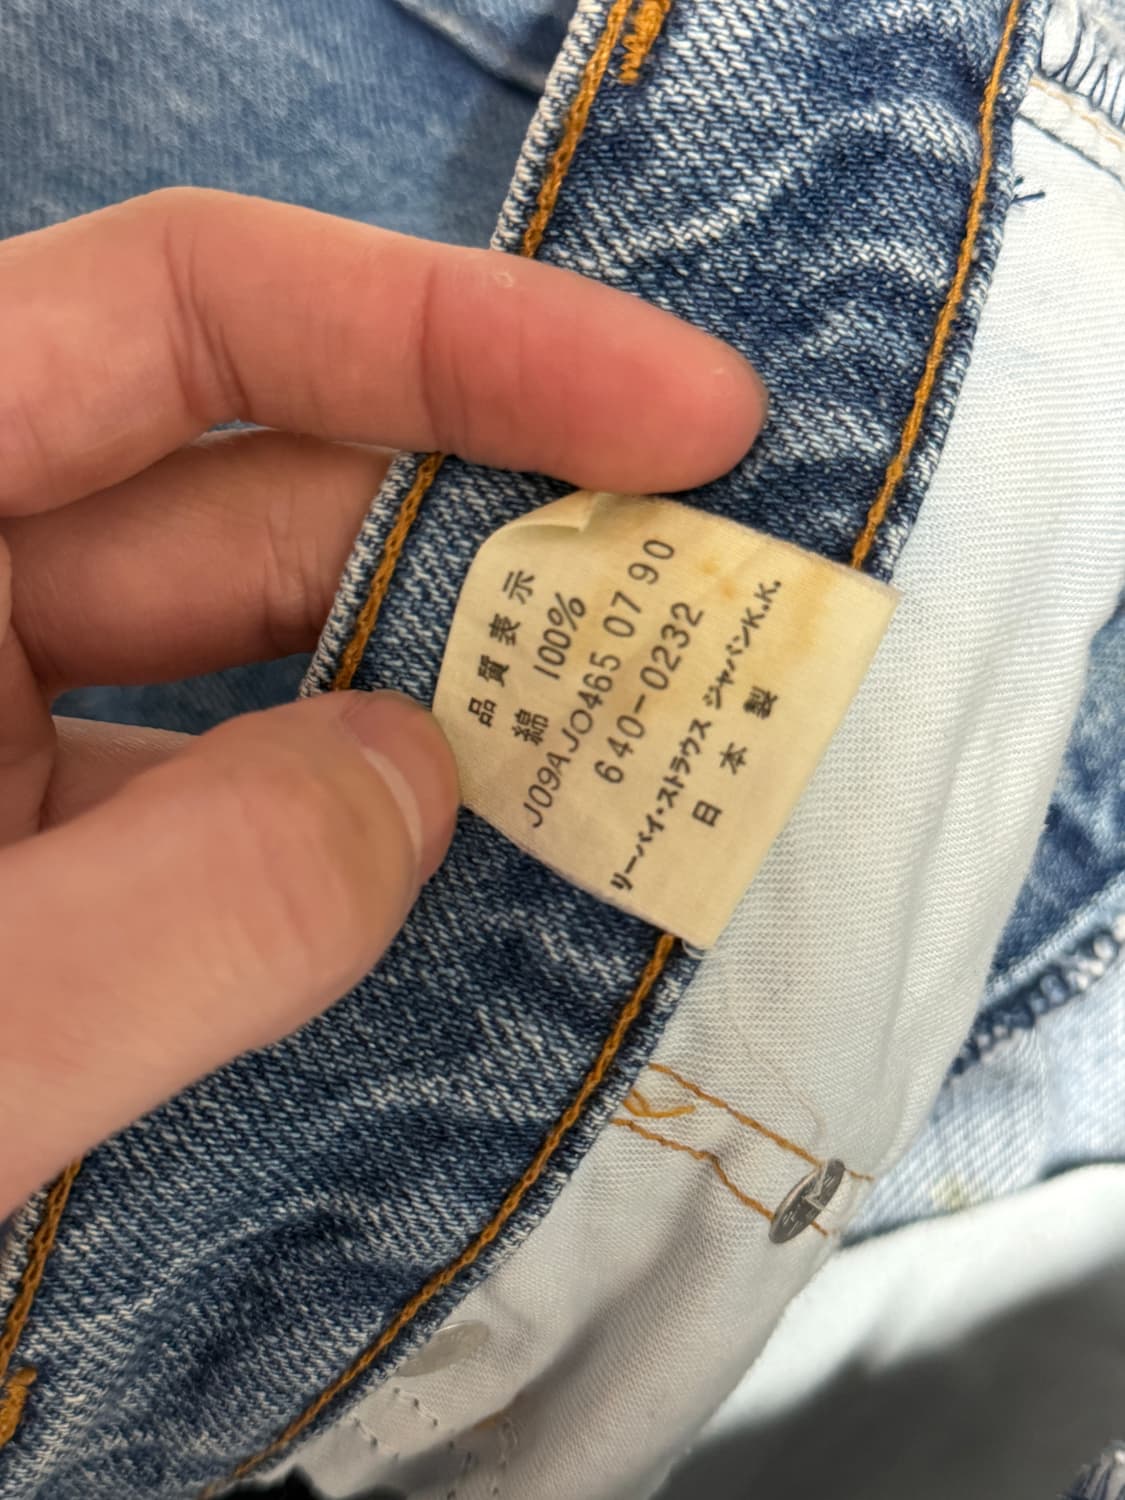 品質表示
綿 100%
J09AJO465 07 90
640-0232
リーバイ・ストラウス ジャパンK.K.
日本製